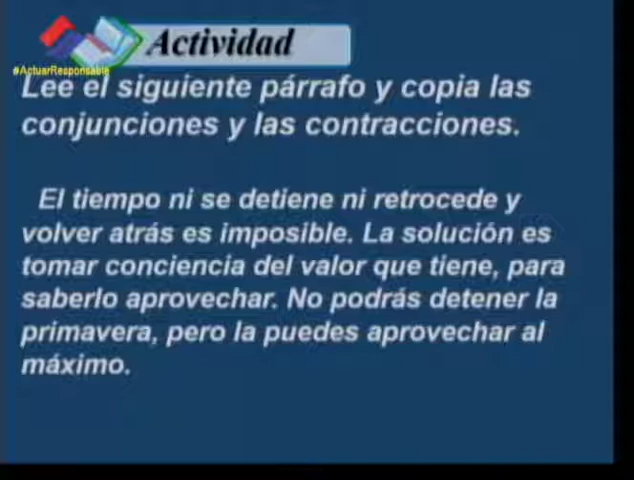 Actividad
#ActuarResponsable
Lee el siguiente párrafo y copia las
conjunciones y las contracciones.
El tiempo ni se detiene ni retrocede y
volver atrás es imposible. La solución es
tomar conciencia del valor que tiene, para
saberlo aprovechar. No podrás detener la
primavera, pero la puedes aprovechar al
máximo.